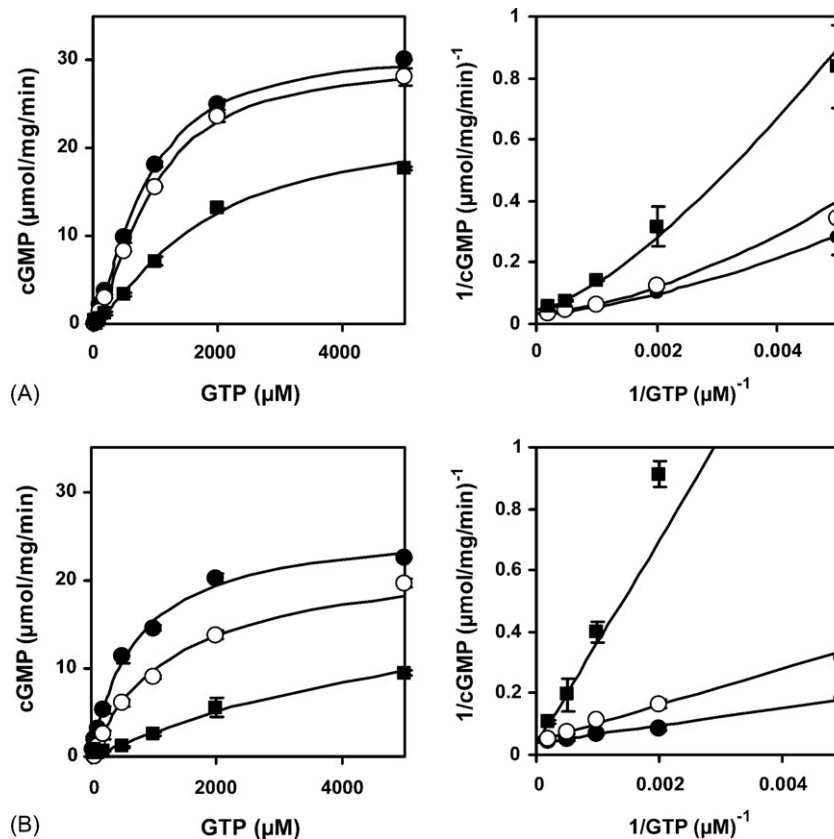 30
20
10
0
cGMP (µmol/mg/min)
0 2000 4000
GTP (µM)
(A)
1
0.8
0.6
0.4
0.2
0
1/cGMP (µmol/mg/min)⁻¹
0 0.002 0.004
1/GTP (µM)⁻¹
30
20
10
0
cGMP (µmol/mg/min)
0 2000 4000
GTP (µM)
(B)
1
0.8
0.6
0.4
0.2
0
1/cGMP (µmol/mg/min)⁻¹
0 0.002 0.004
1/GTP (µM)⁻¹